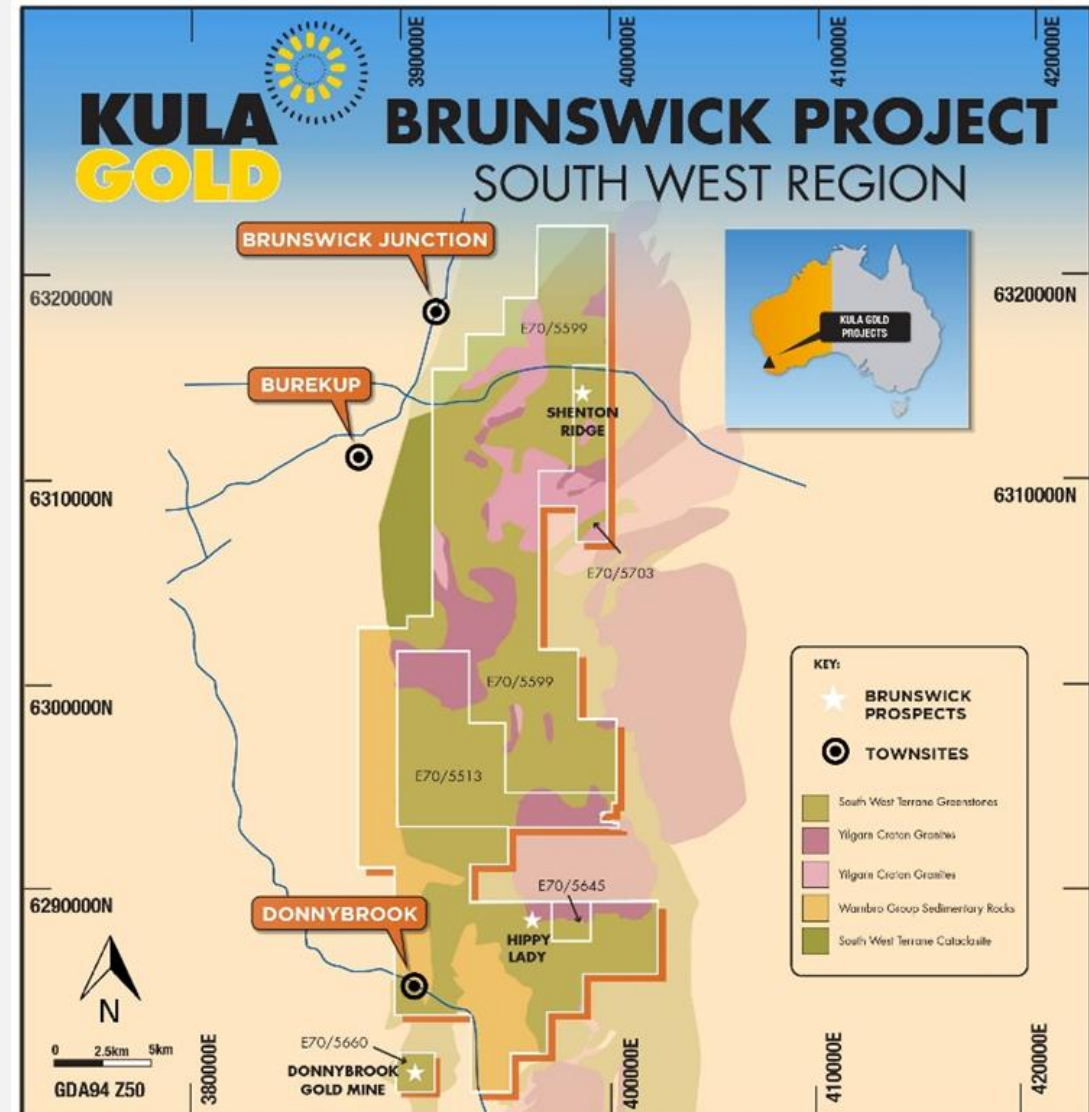 390000E
400000E
410000E
420000E
KULA
GOLD
BRUNSWICK PROJECT
SOUTH WEST REGION
BRUNSWICK JUNCTION
6320000N
6320000N
E70/5599
KULA GOLD
PROJECTS
BUREKUP
SHENTON
RIDGE
6310000N
6310000N
E70/5703
KEY:
BRUNSWICK
PROSPECTS
TOWNSITES
6300000N
E70/5599
E70/5513
South West Terrane Greenstones
Yilgarn Craton Granites
Yilgarn Craton Granites
Warnbro Group Sedimentary Rocks
South West Terrane Cataclasite
6290000N
E70/5645
DONNYBROOK
HIPPY
LADY
N
0 2.5km 5km
GDA94 Z50
E70/5660
DONNYBROOK
GOLD MINE
380000E
400000E
410000E
420000E